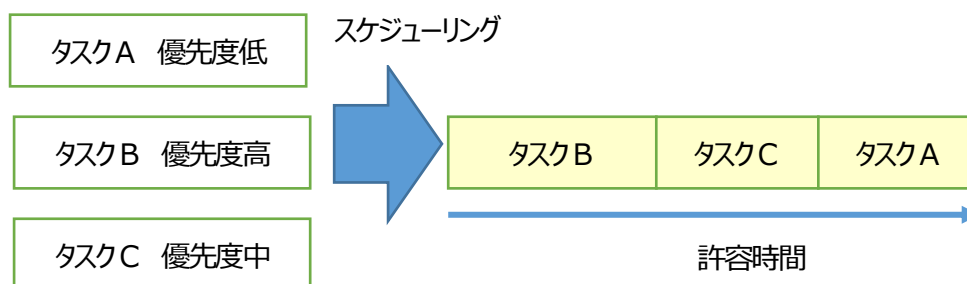 スケジューリング
タスクA 優先度低
タスクB 優先度高
タスクC 優先度中
タスクB
タスクC
タスクA
許容時間